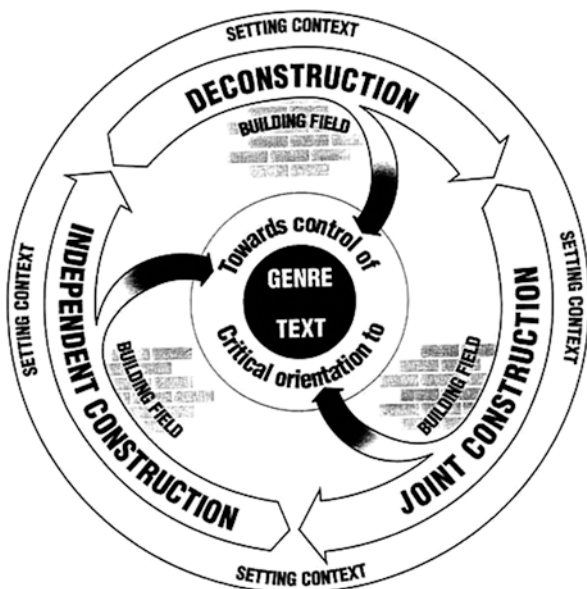 SETTING CONTEXT
DECONSTRUCTION
BUILDING FIELD
Towards control of
GENRE
TEXT
Critical orientation to
INDEPENDENT CONSTRUCTION
BUILDING FIELD
SETTING CONTEXT
JOINT CONSTRUCTION
BUILDING FIELD
SETTING CONTEXT
SETTING CONTEXT